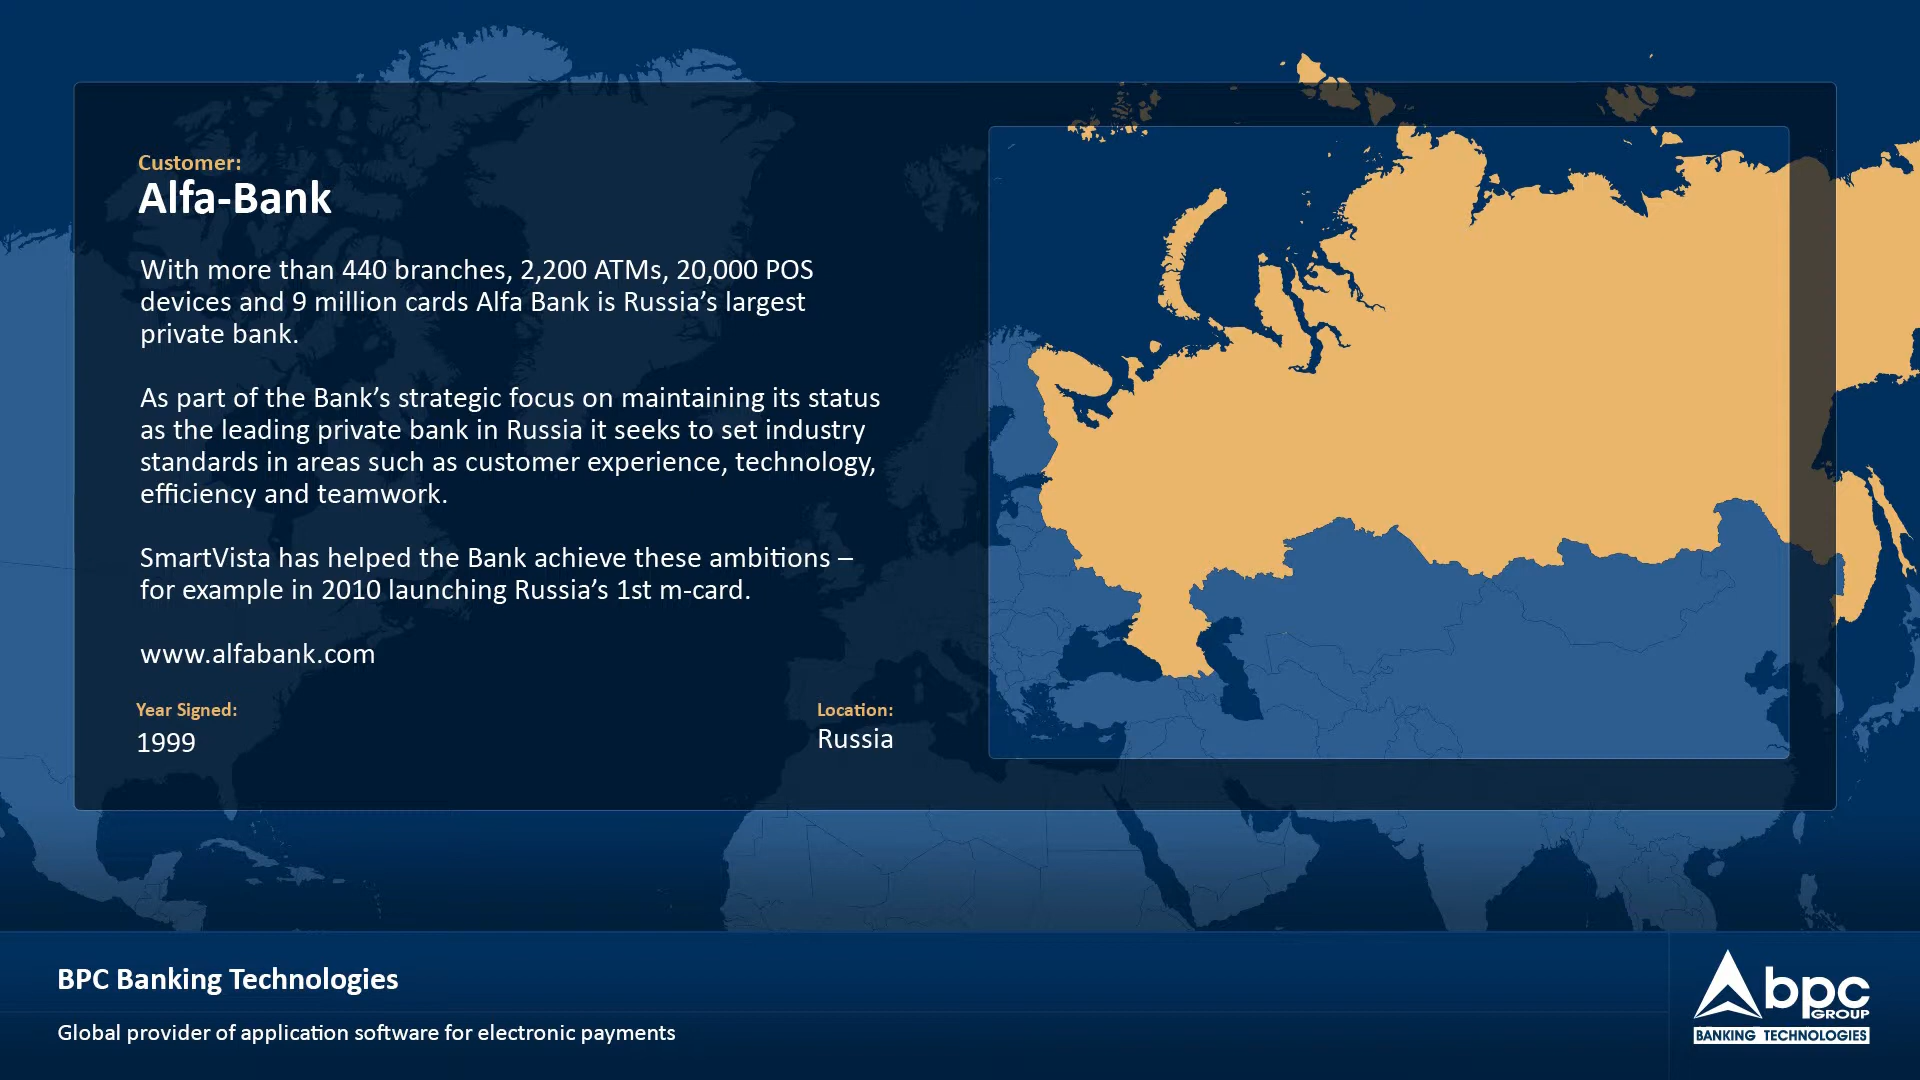 Customer:
Alfa-Bank
With more than 440 branches, 2,200 ATMs, 20,000 POS
devices and 9 million cards Alfa Bank is Russia’s largest
private bank.
As part of the Bank’s strategic focus on maintaining its status
as the leading private bank in Russia it seeks to set industry
standards in areas such as customer experience, technology,
efficiency and teamwork.
SmartVista has helped the Bank achieve these ambitions –
for example in 2010 launching Russia’s 1st m-card.
www.alfabank.com
Year Signed:
1999
Location:
Russia
BPC Banking Technologies
Global provider of application software for electronic payments
bpc
GROUP
BANKING TECHNOLOGIES